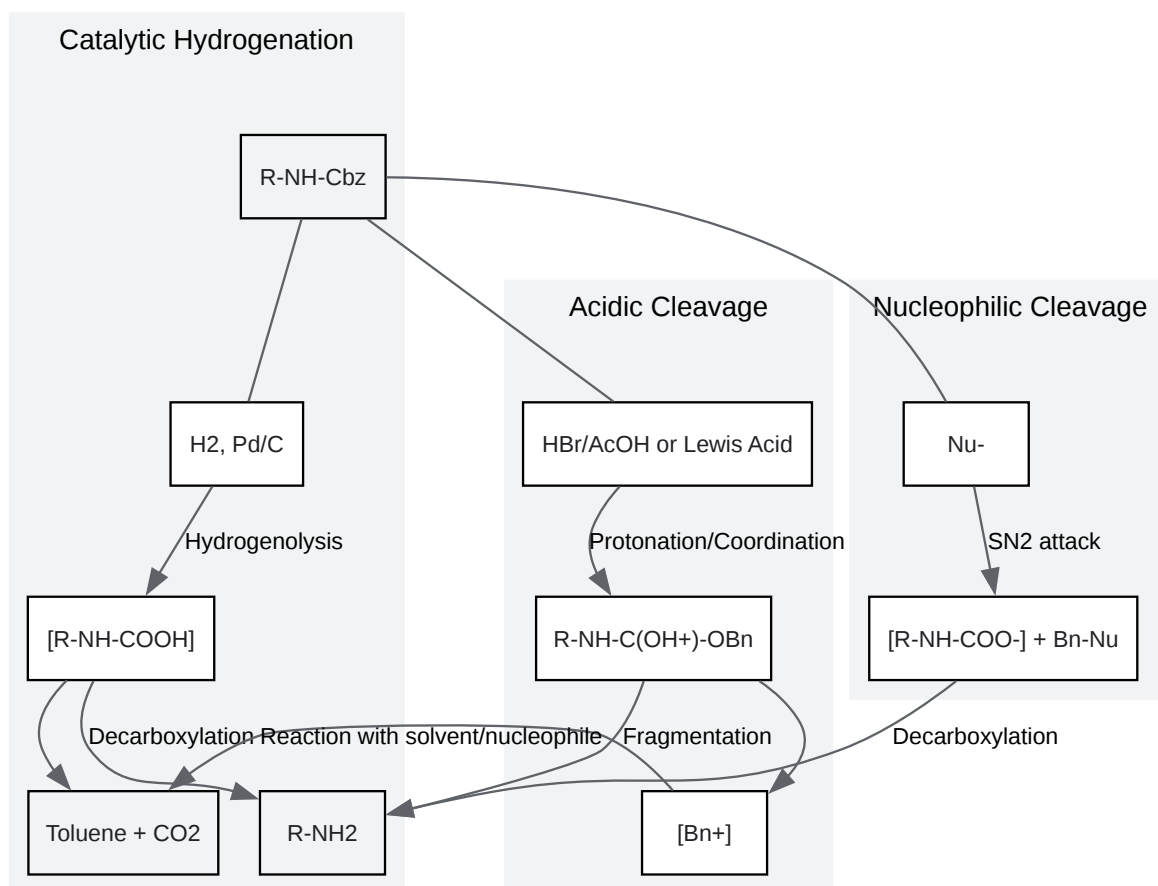 Catalytic Hydrogenation
R-NH-Cbz
Acidic Cleavage
Nucleophilic Cleavage
H2, Pd/C
HBr/AcOH or Lewis Acid
Nu-
Hydrogenolysis
Protonation/Coordination
SN2 attack
[R-NH-COOH]
R-NH-C(OH+)-OBn
[R-NH-COO-] + Bn-Nu
Decarboxylation
Reaction with solvent/nucleophile
Fragmentation
Decarboxylation
Toluene + CO2
R-NH2
[Bn+]